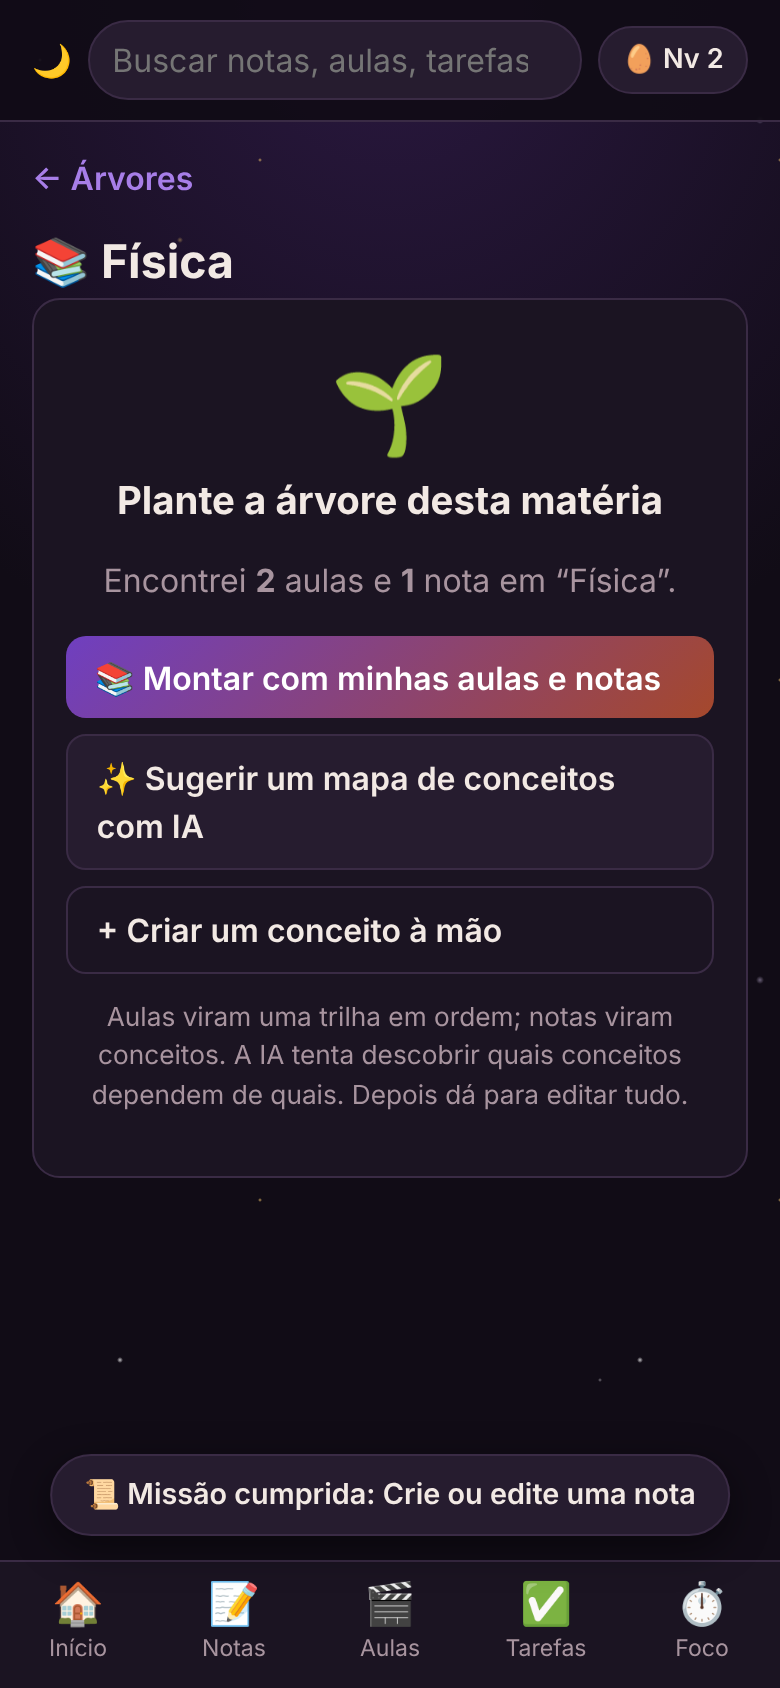 Buscar notas, aulas, tarefas
Nv 2
← Árvores
Física
Plante a árvore desta matéria
Encontrei 2 aulas e 1 nota em “Física”.
Montar com minhas aulas e notas
Sugerir um mapa de conceitos
com IA
+ Criar um conceito à mão
Aulas viram uma trilha em ordem; notas viram
conceitos. A IA tenta descobrir quais conceitos
dependem de quais. Depois dá para editar tudo.
Missão cumprida: Crie ou edite uma nota
Início
Notas
Aulas
Tarefas
Foco